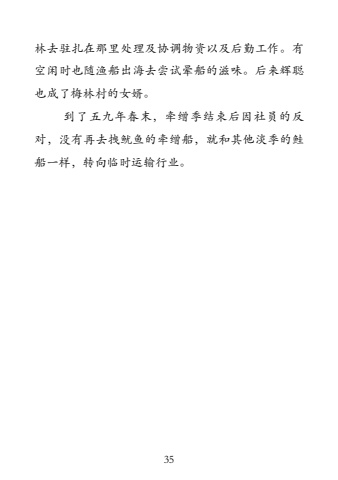 林去驻扎在那里处理及协调物资以及后勤工作。有
空闲时也随渔船出海去尝试晕船的滋味。后来辉聪
也成了梅林村的女婿。
到了五九年春末，牵缯季结束后因社员的反
对，没有再去拽鱿鱼的牵缯船，就和其他淡季的鲑
船一样，转向临时运输行业。
35